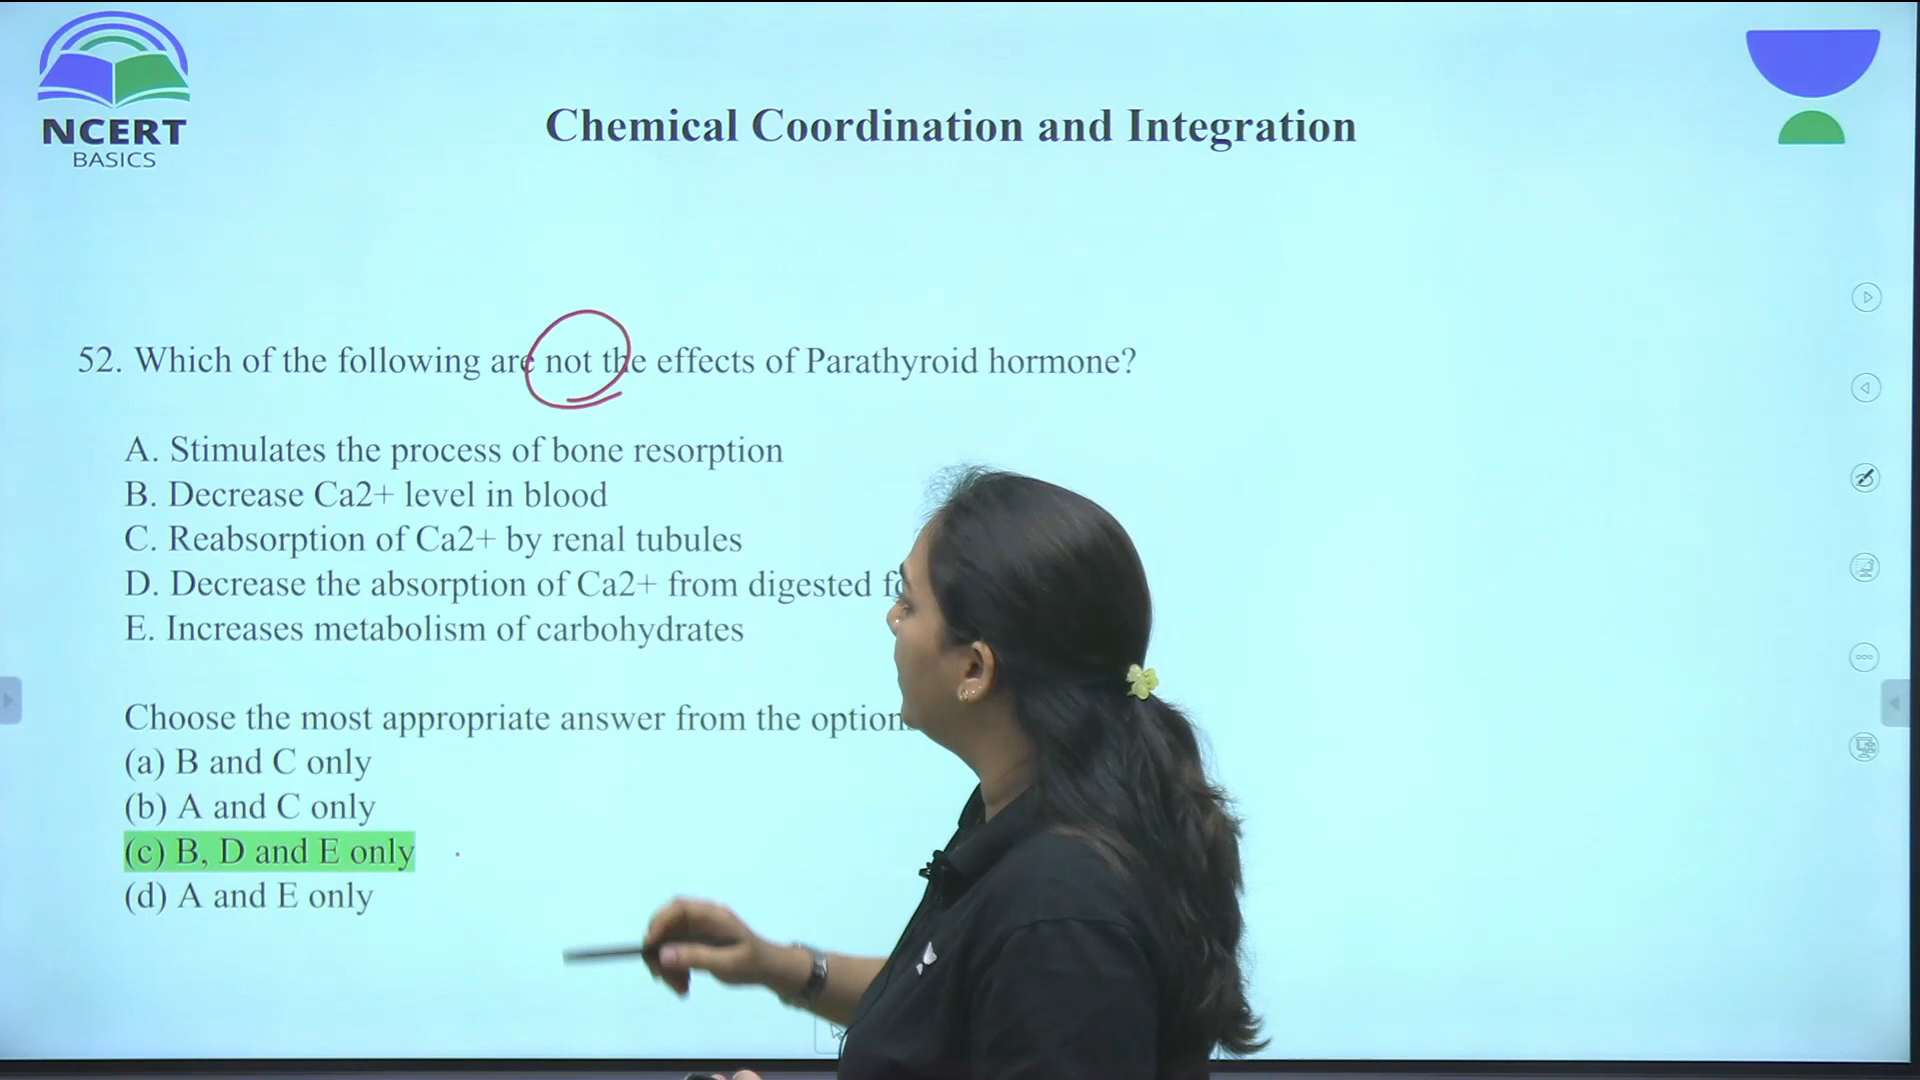 NCERT
BASICS
Chemical Coordination and Integration
52. Which of the following are not the effects of Parathyroid hormone?
A. Stimulates the process of bone resorption
B. Decrease Ca2+ level in blood
C. Reabsorption of Ca2+ by renal tubules
D. Decrease the absorption of Ca2+ from digested
E. Increases metabolism of carbohydrates
Choose the most appropriate answer from the option
(a) B and C only
(b) A and C only
(c) B, D and E only
(d) A and E only